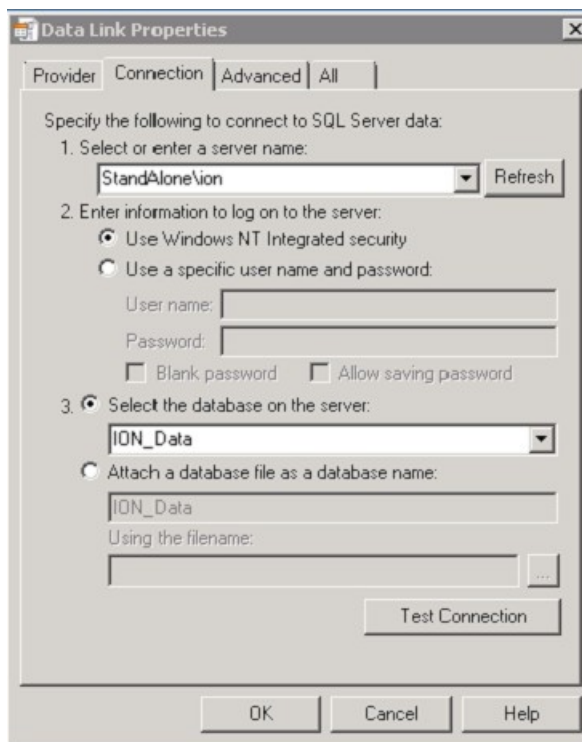 Data Link Properties
Provider Connection Advanced All
Specify the following to connect to SQL Server data:
1. Select or enter a server name:
StandAlone\ion Refresh
2. Enter information to log on to the server:
Use Windows NT Integrated security
Use a specific user name and password:
User name:
Password:
Blank password Allow saving password
3. Select the database on the server:
ION_Data
Attach a database file as a database name:
ION_Data
Using the filename:
...
Test Connection
OK Cancel Help